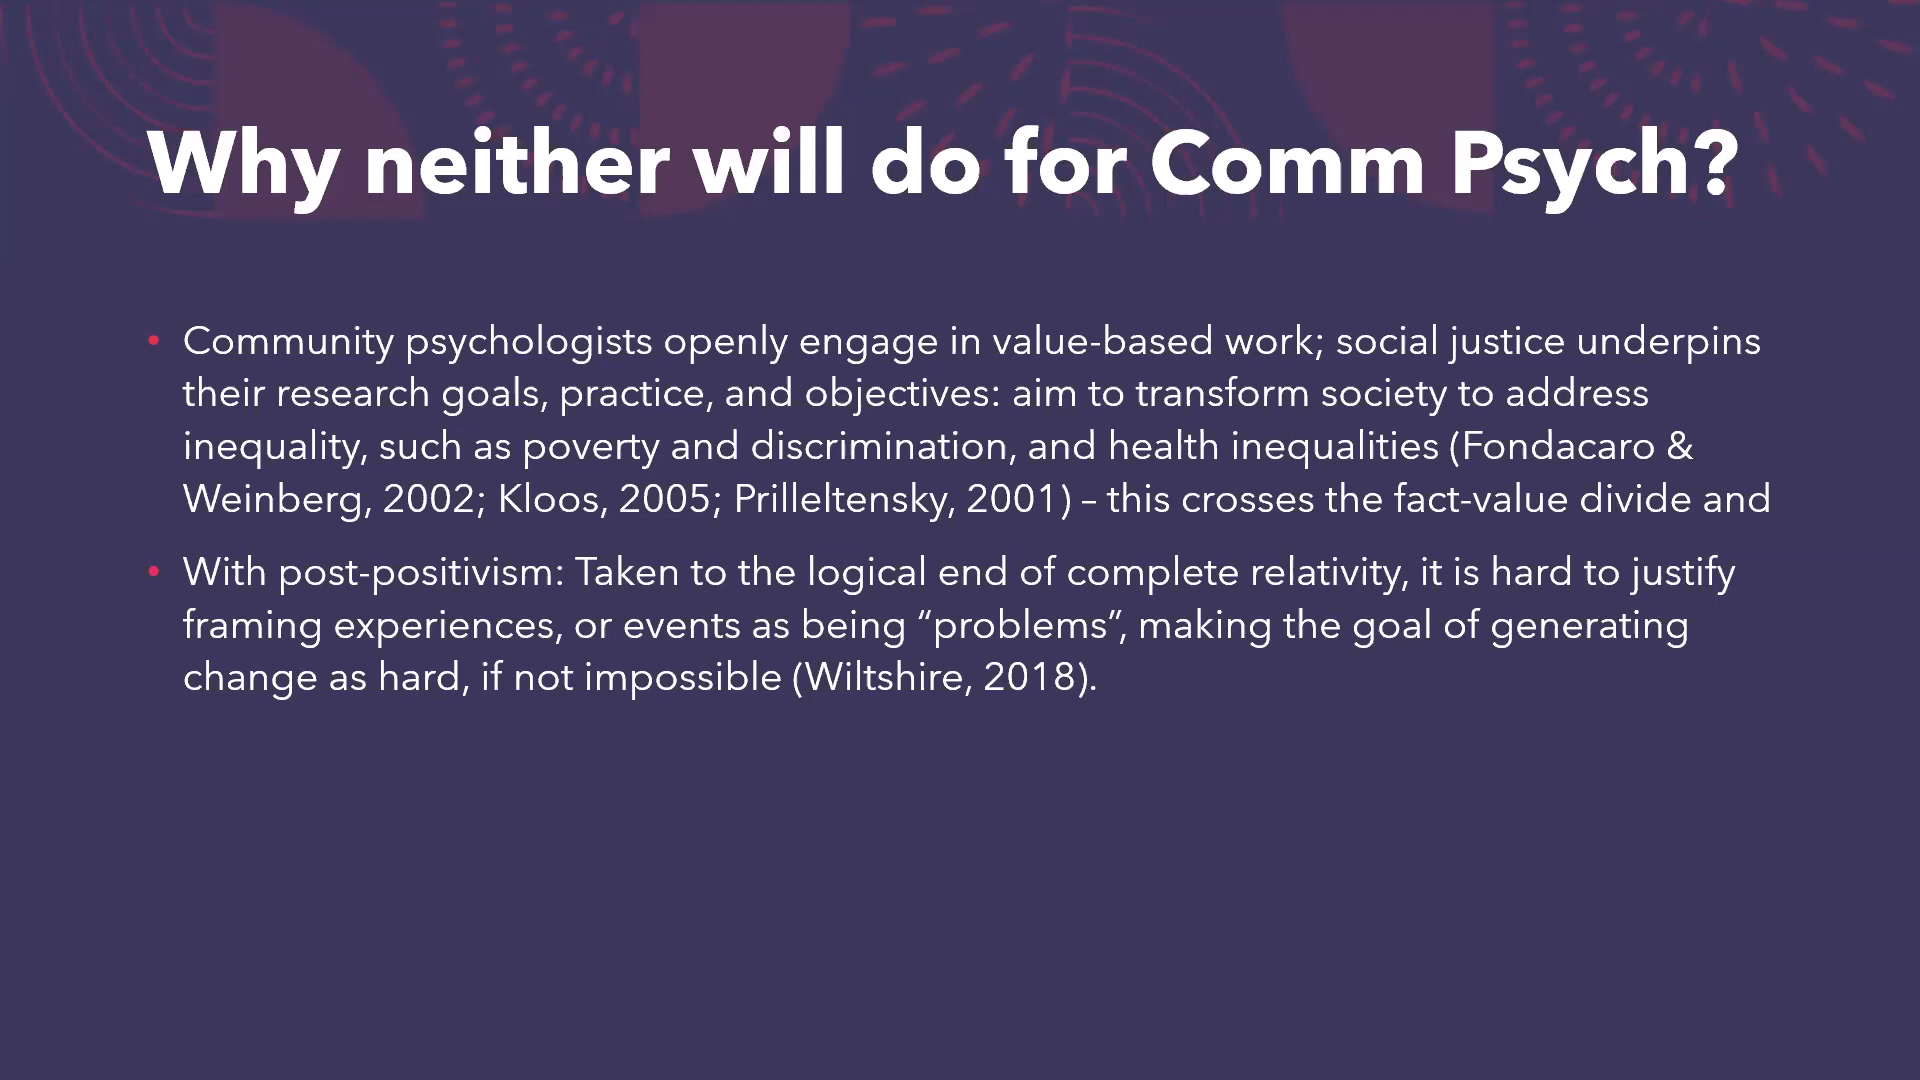 Why neither will do for Comm Psych?
• Community psychologists openly engage in value-based work; social justice underpins
their research goals, practice, and objectives: aim to transform society to address
inequality, such as poverty and discrimination, and health inequalities (Fondacaro &
Weinberg, 2002; Kloos, 2005; Prilleltensky, 2001) – this crosses the fact-value divide and
• With post-positivism: Taken to the logical end of complete relativity, it is hard to justify
framing experiences, or events as being “problems”, making the goal of generating
change as hard, if not impossible (Wiltshire, 2018).